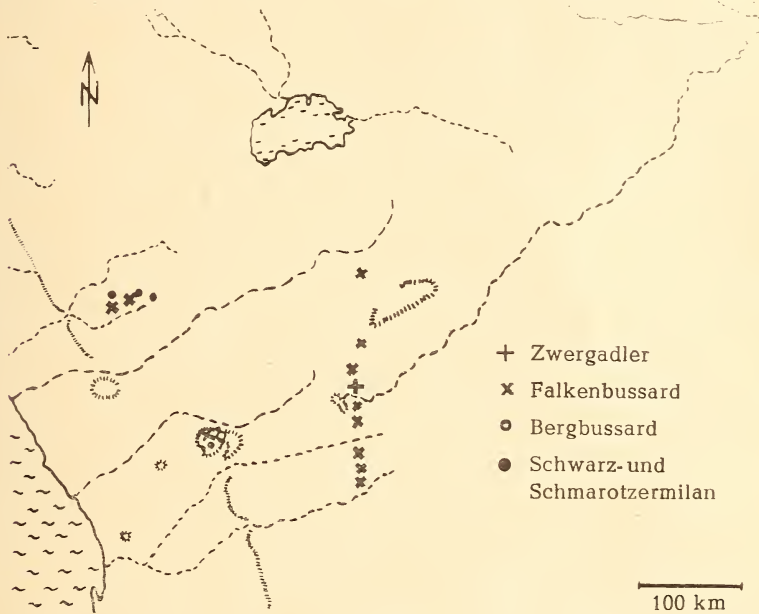 N
+ Zwergadler
x Falkenbussard
Bergbussard
● Schwarz-und
Schmarotzermilan
100 km